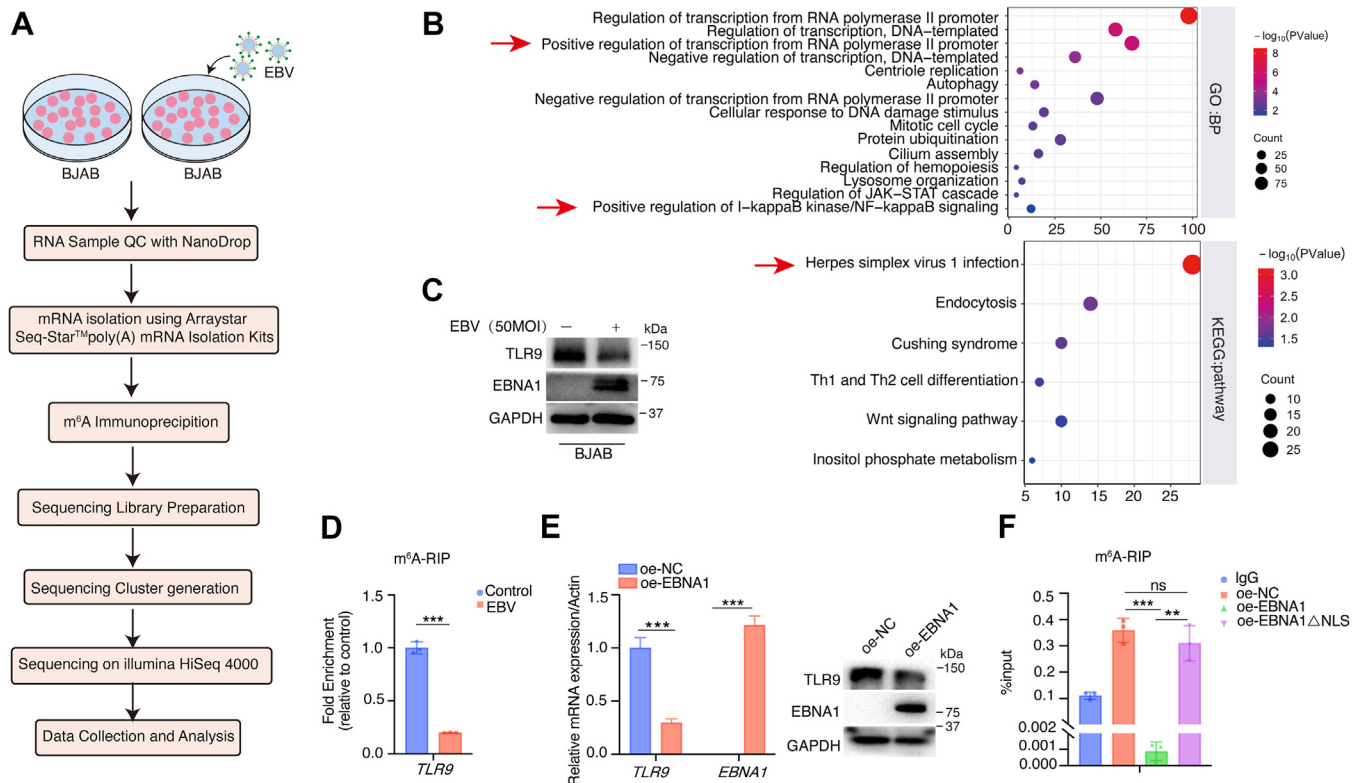 A
EBV
BJAB
BJAB
RNA Sample QC with NanoDrop
mRNA isolation using Arraystar
Seq-Star™poly(A) mRNA Isolation Kits
m⁶A Immunoprecipition
Sequencing Library Preparation
Sequencing Cluster generation
Sequencing on illumina HiSeq 4000
Data Collection and Analysis
B
Regulation of transcription from RNA polymerase II promoter
Regulation of transcription, DNA−templated
Positive regulation of transcription from RNA polymerase II promoter
Negative regulation of transcription, DNA−templated
Centriole replication
Autophagy
Negative regulation of transcription from RNA polymerase II promoter
Cellular response to DNA damage stimulus
Mitotic cell cycle
Protein ubiquitination
Cilium assembly
Regulation of hemopoiesis
Lysosome organization
Regulation of JAK−STAT cascade
Positive regulation of I−kappaB kinase/NF−kappaB signaling
0 25 50 75 100
GO :BP
−log₁₀(PValue)
8
6
4
2
Count
25
50
75
Herpes simplex virus 1 infection
Endocytosis
Cushing syndrome
Th1 and Th2 cell differentiation
Wnt signaling pathway
Inositol phosphate metabolism
5 10 15 20 25
KEGG:pathway
−log₁₀(PValue)
3.0
2.5
2.0
1.5
Count
10
15
20
25
C
EBV（50MOI） − +
kDa
TLR9 −150
EBNA1 −75
GAPDH −37
BJAB
D
m⁶A-RIP
Control
EBV
Fold Enrichment
(relative to control)
1.5
1.0
0.5
0.0
***
TLR9
E
oe-NC
oe-EBNA1
Relative mRNA expression/Actin
1.5
1.0
0.5
0.0
***
***
TLR9 EBNA1
oe-NC oe-EBNA1
kDa
TLR9 −150
EBNA1 −75
GAPDH 37
F
m⁶A-RIP
IgG
oe-NC
oe-EBNA1
oe-EBNA1△NLS
%input
0.5
0.4
0.3
0.2
0.1
0.002
0.001
0.000
ns
***
**